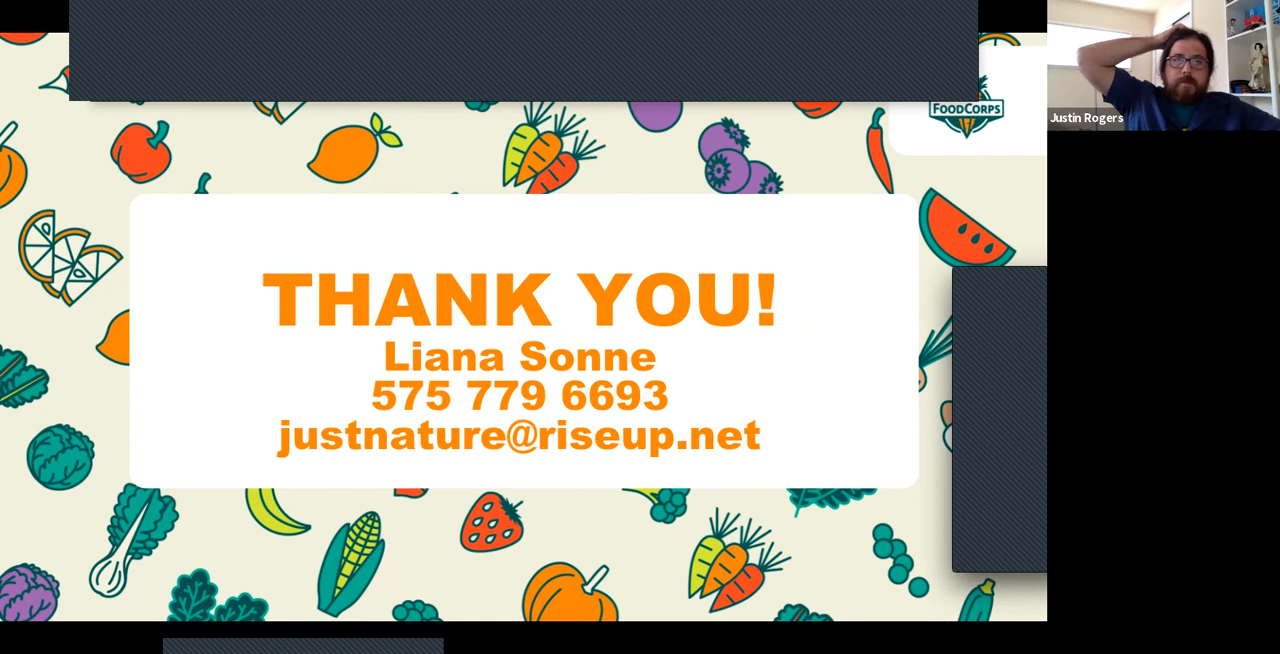 FOODCORPS
Justin Rogers
THANK YOU!
Liana Sonne
575 779 6693
justnature@riseup.net